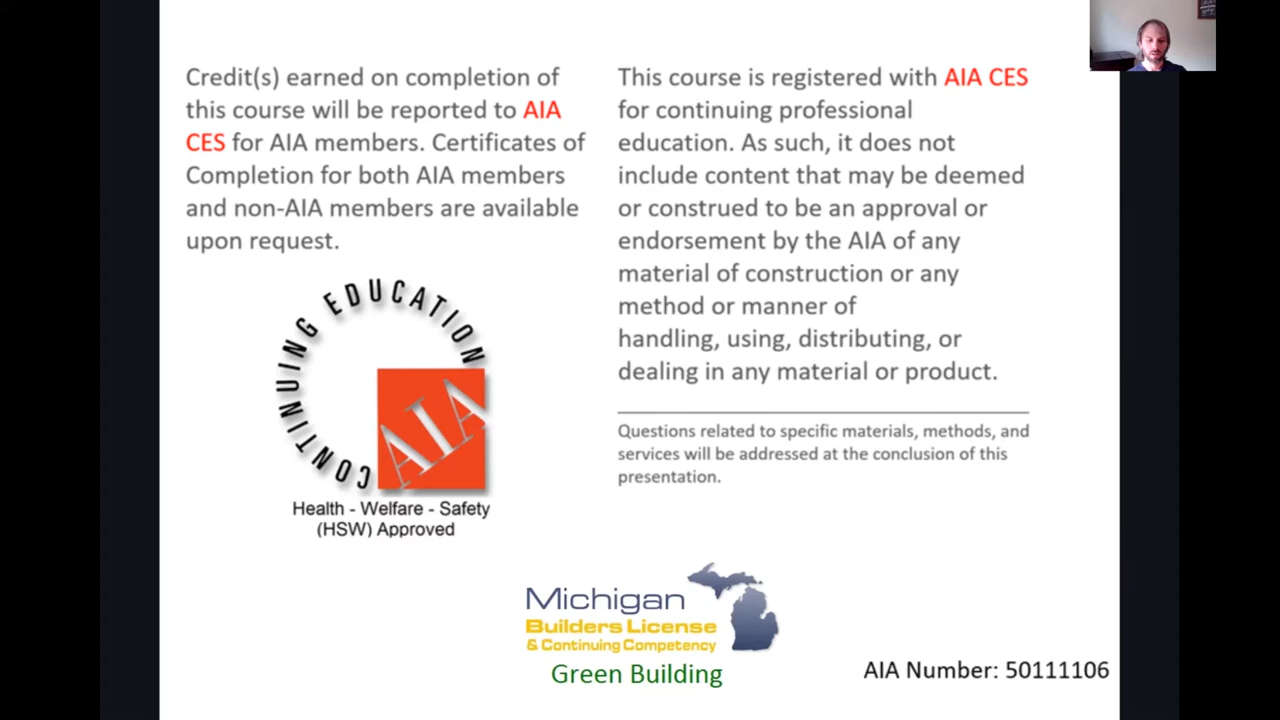 Credit(s) earned on completion of
this course will be reported to AIA
CES for AIA members. Certificates of
Completion for both AIA members
and non-AIA members are available
upon request.
CONTINUING EDUCATION
AIA
Health - Welfare - Safety
(HSW) Approved
This course is registered with AIA CES
for continuing professional
education. As such, it does not
include content that may be deemed
or construed to be an approval or
endorsement by the AIA of any
material of construction or any
method or manner of
handling, using, distributing, or
dealing in any material or product.
Questions related to specific materials, methods, and
services will be addressed at the conclusion of this
presentation.
Michigan
Builders License
& Continuing Competency
Green Building
AIA Number: 50111106